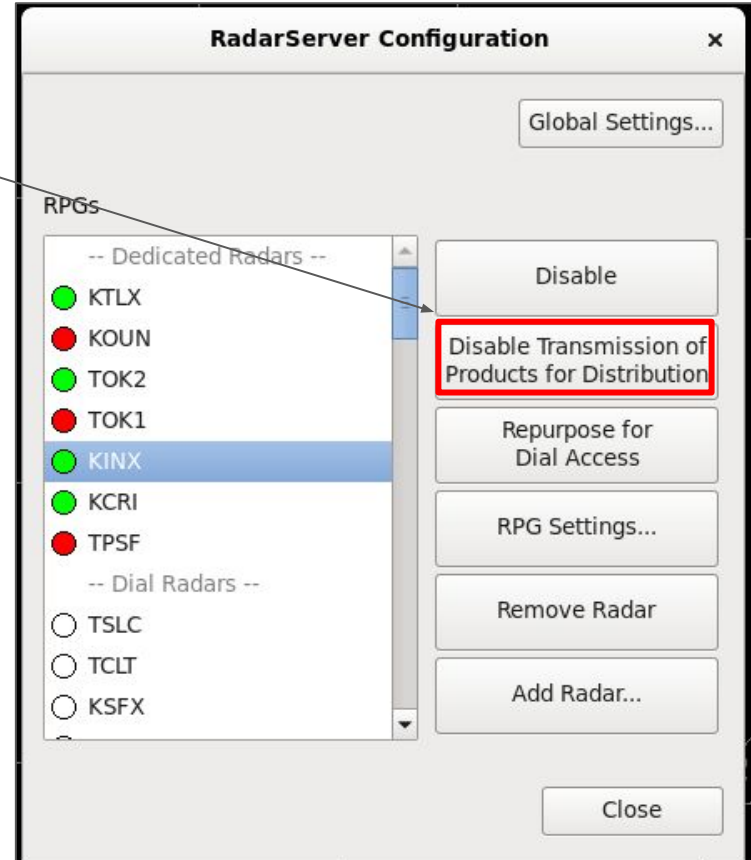 RadarServer Configuration
x
Global Settings...
RPGs
-- Dedicated Radars --
KTLX
KOUN
TOK2
TOK1
KINX
KCRI
TPSF
-- Dial Radars --
TSLC
TCLT
KSFX
Disable
Disable Transmission of
Products for Distribution
Repurpose for
Dial Access
RPG Settings...
Remove Radar
Add Radar...
Close